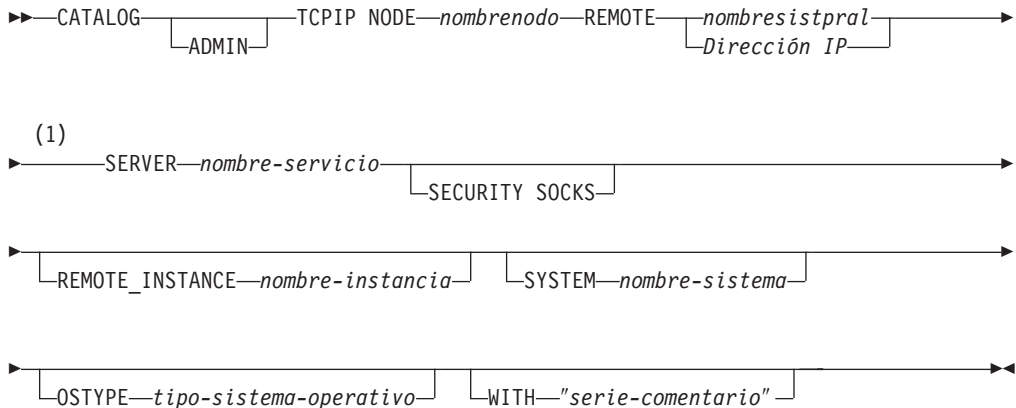 CATALOG TCPIP NODE nombrenodo REMOTE nombresistpral
ADMIN Dirección IP
(1)
SERVER nombre-servicio
SECURITY SOCKS
REMOTE_INSTANCE nombre-instancia SYSTEM nombre-sistema
OSTYPE tipo-sistema-operativo WITH "serie-comentario"